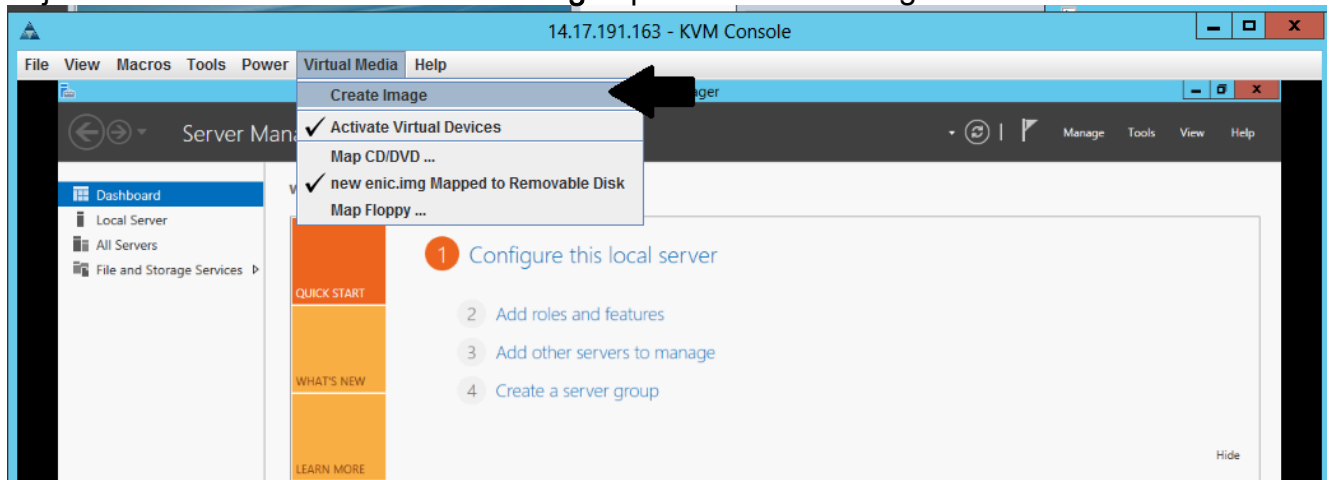 14.17.191.163 - KVM Console
File View Macros Tools Power Virtual Media Help
Create Image
ager
Activate Virtual Devices
Map CD/DVD ...
new enic.img Mapped to Removable Disk
Map Floppy ...
Server Mana
Manage Tools View Help
Dashboard
Local Server
All Servers
File and Storage Services
QUICK START
WHAT'S NEW
LEARN MORE
1 Configure this local server
2 Add roles and features
3 Add other servers to manage
4 Create a server group
Hide